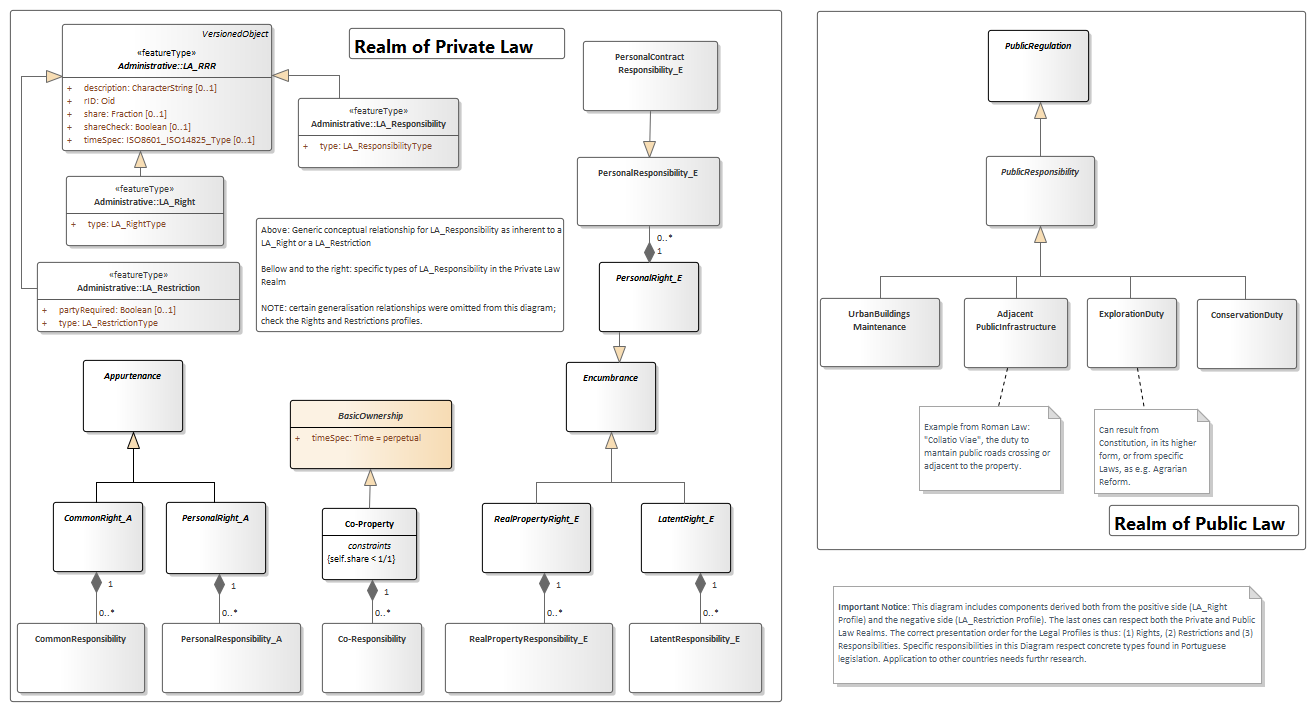 Realm of Private Law
VersionedObject
«featureType»
Administrative::LA_RRR
+ description: CharacterString [0..1]
+ rID: Oid
+ share: Fraction [0..1]
+ shareCheck: Boolean [0..1]
+ timeSpec: ISO8601_ISO14825_Type [0..1]
«featureType»
Administrative::LA_Responsibility
+ type: LA_ResponsibilityType
«featureType»
Administrative::LA_Right
+ type: LA_RightType
«featureType»
Administrative::LA_Restriction
+ partyRequired: Boolean [0..1]
+ type: LA_RestrictionType
Above: Generic conceptual relationship for LA_Responsibility as inherent to a
LA_Right or a LA_Restriction
Bellow and to the right: specific types of LA_Responsibility in the Private Law
Realm
NOTE: certain generalisation relationships were omitted from this diagram;
check the Rights and Restrictions profiles.
PersonalContract
Responsibility_E
PersonalResponsibility_E
0..*
1
PersonalRight_E
Encumbrance
Appurtenance
BasicOwnership
+ timeSpec: Time = perpetual
CommonRight_A
PersonalRight_A
Co-Property
constraints
{self.share < 1/1}
RealPropertyRight_E
LatentRight_E
1
0..*
1
0..*
1
0..*
1
0..*
1
0..*
CommonResponsibility
PersonalResponsibility_A
Co-Responsibility
RealPropertyResponsibility_E
LatentResponsibility_E
PublicRegulation
PublicResponsibility
UrbanBuildings
Maintenance
Adjacent
PublicInfrastructure
ExplorationDuty
ConservationDuty
Example from Roman Law:
"Collatio Viae", the duty to
mantain public roads crossing or
adjacent to the property.
Can result from
Constitution, in its higher
form, or from specific
Laws, as e.g. Agrarian
Reform.
Realm of Public Law
Important Notice: This diagram includes components derived both from the positive side (LA_Right
Profile) and the negative side (LA_Restriction Profile). The last ones can respect both the Private and Public
Law Realms. The correct presentation order for the Legal Profiles is thus: (1) Rights, (2) Restrictions and (3)
Responsibilities. Specific responsibilities in this Diagram respect concrete types found in Portuguese
legislation. Application to other countries needs furthr research.